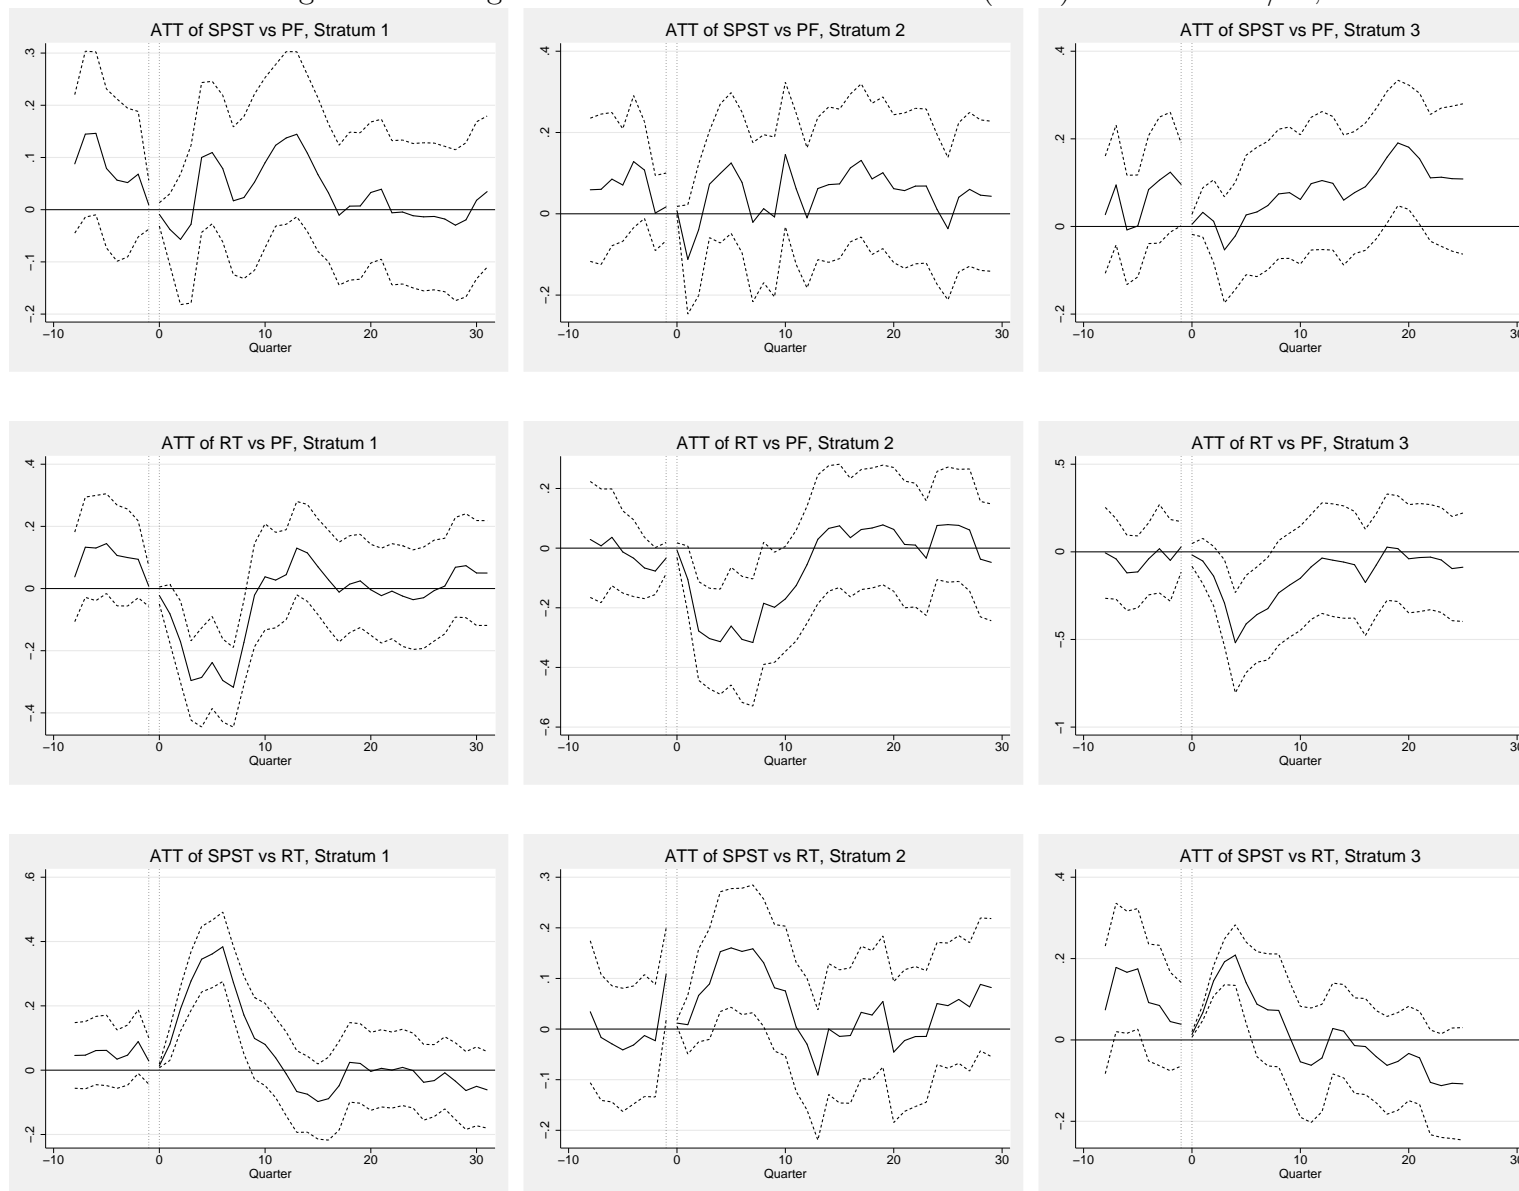 ATT of SPST vs PF, Stratum 1
.3
.2
.1
0
−.1
−.2
−10 0 10 20 30
Quarter
ATT of SPST vs PF, Stratum 2
.4
.2
0
−.2
−10 0 10 20 30
Quarter
ATT of SPST vs PF, Stratum 3
.4
.2
0
−.2
−10 0 10 20
Quarter
ATT of RT vs PF, Stratum 1
.4
.2
0
−.2
−.4
−10 0 10 20 30
Quarter
ATT of RT vs PF, Stratum 2
.2
0
−.2
−.4
−.6
−10 0 10 20 30
Quarter
ATT of RT vs PF, Stratum 3
.5
0
−.5
−1
−10 0 10 20
Quarter
ATT of SPST vs RT, Stratum 1
.6
.4
.2
0
−.2
−10 0 10 20 30
Quarter
ATT of SPST vs RT, Stratum 2
.3
.2
.1
0
−.1
−.2
−10 0 10 20 30
Quarter
ATT of SPST vs RT, Stratum 3
.4
.2
0
−.2
−10 0 10 20
Quarter